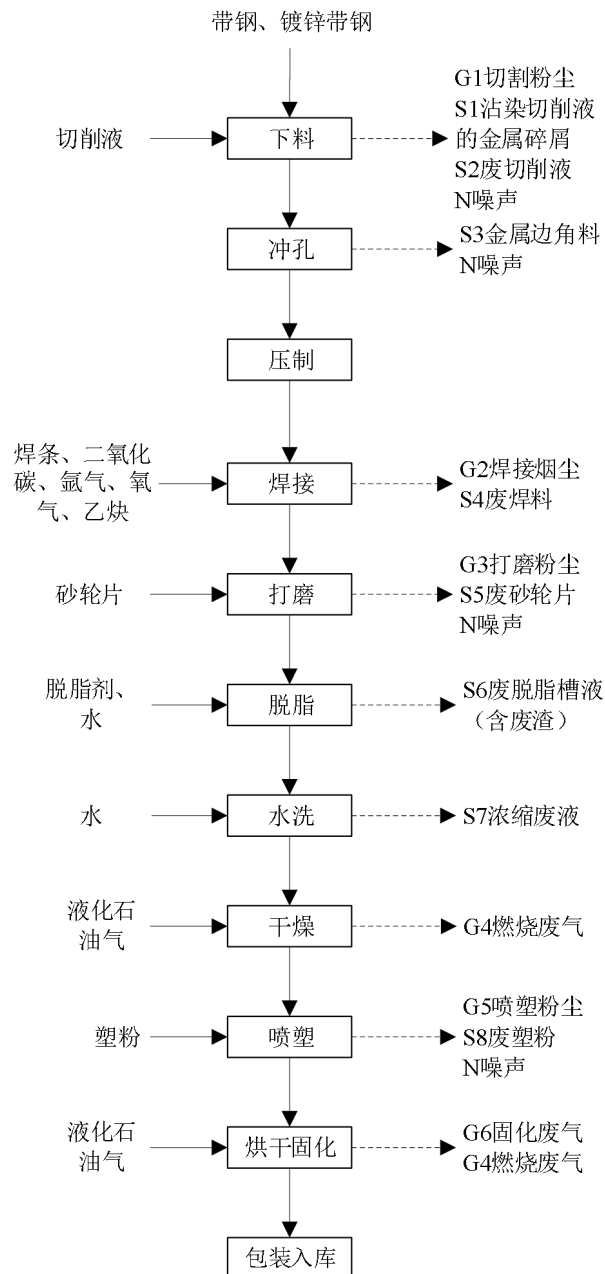 带钢、镀锌带钢
切削液
下料
G1切割粉尘
S1沾染切削液
的金属碎屑
S2废切削液
N噪声
冲孔
S3金属边角料
N噪声
压制
焊条、二氧化
碳、氩气、氧
气、乙炔
焊接
G2焊接烟尘
S4废焊料
砂轮片
打磨
G3打磨粉尘
S5废砂轮片
N噪声
脱脂剂、
水
脱脂
S6废脱脂槽液
（含废渣）
水
水洗
S7浓缩废液
液化石
油气
干燥
G4燃烧废气
塑粉
喷塑
G5喷塑粉尘
S8废塑粉
N噪声
液化石
油气
烘干固化
G6固化废气
G4燃烧废气
包装入库